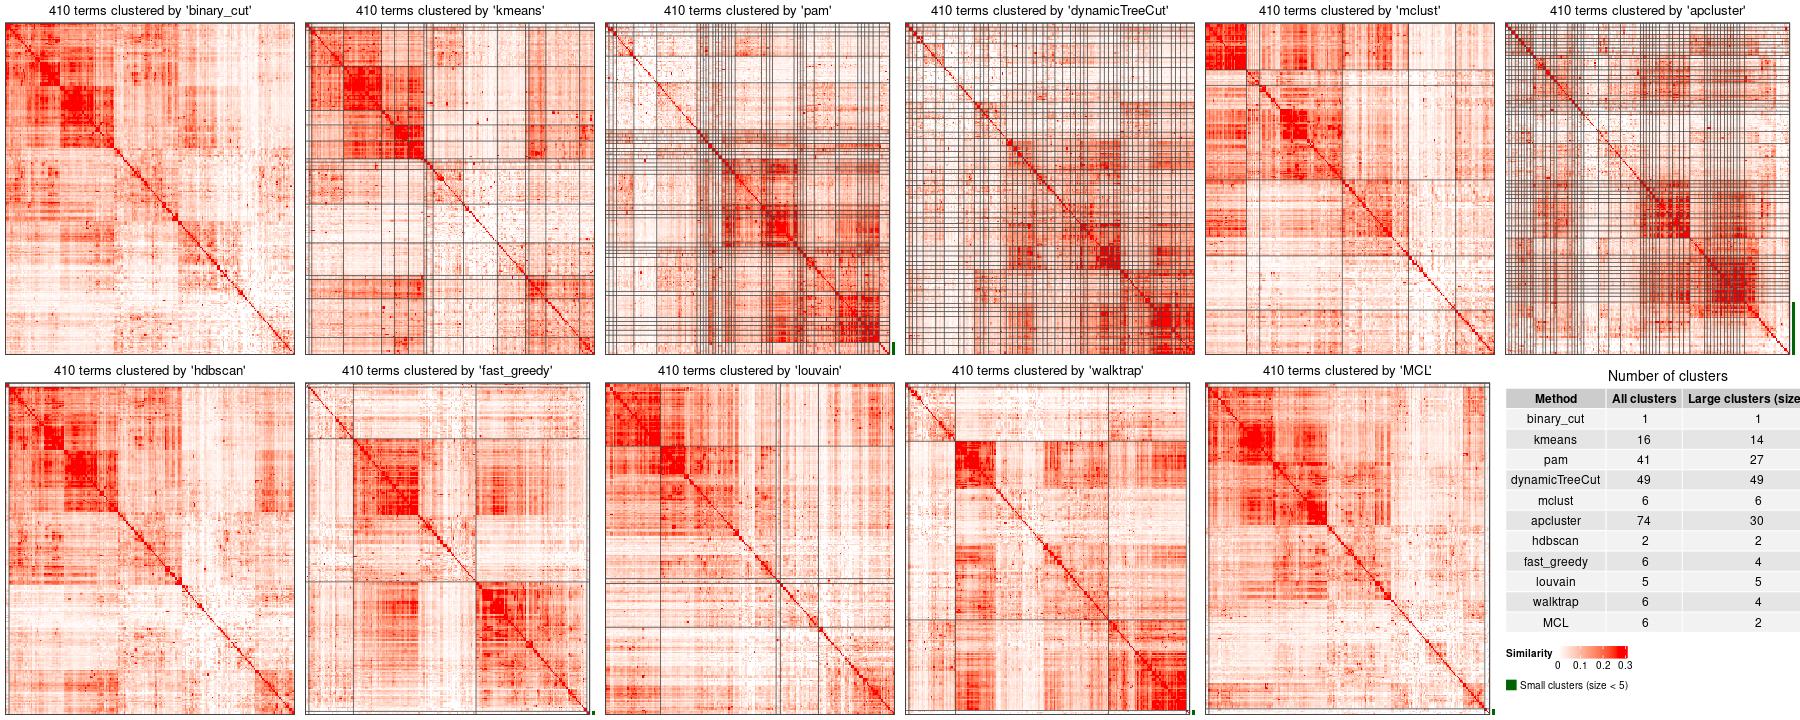 410 terms clustered by 'binary_cut'
410 terms clustered by 'kmeans'
410 terms clustered by 'pam'
410 terms clustered by 'dynamicTreeCut'
410 terms clustered by 'mclust'
410 terms clustered by 'apcluster'
410 terms clustered by 'hdbscan'
410 terms clustered by 'fast_greedy'
410 terms clustered by 'louvain'
410 terms clustered by 'walktrap'
410 terms clustered by 'MCL'
Number of clusters
Method All clusters Large clusters (size
binary_cut 1 1
kmeans 16 14
pam 41 27
dynamicTreeCut 49 49
mclust 6 6
apcluster 74 30
hdbscan 2 2
fast_greedy 6 4
louvain 5 5
walktrap 6 4
MCL 6 2
Similarity
0 0.1 0.2 0.3
Small clusters (size < 5)